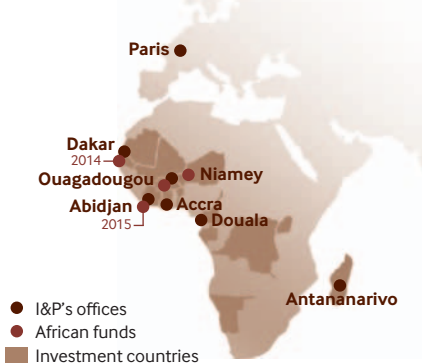 Paris
Dakar
2014
Ouagadougou
Niamey
Abidjan
Accra
2015
Douala
Antananarivo
I&P's offices
African funds
Investment countries